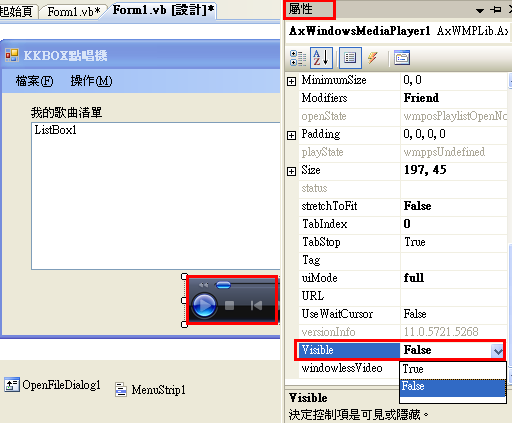 起始頁 Form1.vb* Form1.vb [設計]*
KKBOX點唱機
檔案(F) 操作(M)
我的歌曲清單
ListBox1
OpenFileDialog1
MenuStrip1
屬性
AxWindowsMediaPlayer1 AxWMPLib.Ax
MinimumSize 0, 0
Modifiers Friend
openState wmposPlaylistOpenNo
Padding 0, 0, 0, 0
playState wmppsUndefined
Size 197, 45
status
stretchToFit False
TabIndex 0
TabStop True
Tag
uiMode full
URL
UseWaitCursor False
versionInfo 11.0.5721.5268
Visible False
windowlessVideo True
False
Visible
決定控制項是可見或隱藏。